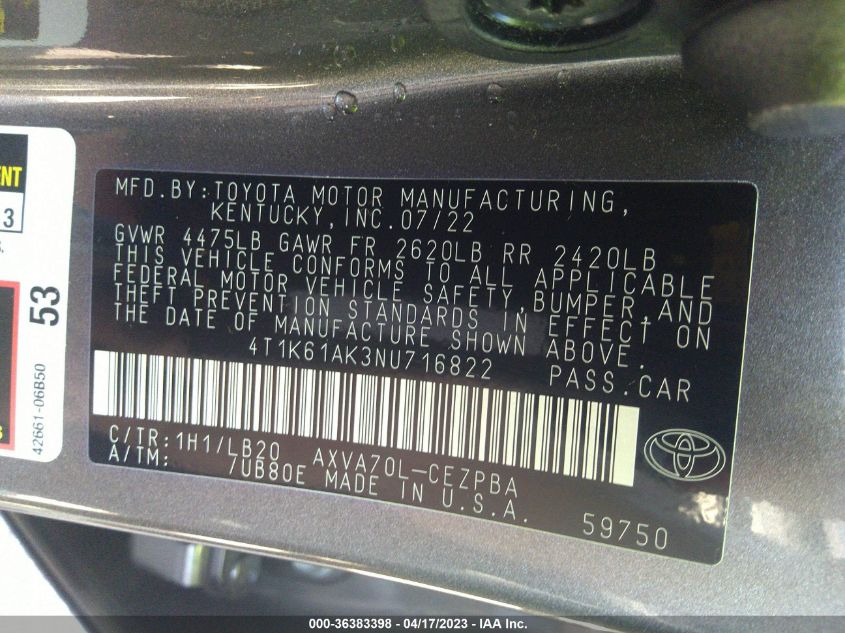 MFD.BY:TOYOTA MOTOR MANUFACTURING,
KENTUCKY,INC.07/22
GVWR 4475LB GAWR FR 2620LB RR 2420LB
THIS VEHICLE CONFORMS TO ALL APPLICABLE
FEDERAL MOTOR VEHICLE SAFETY,BUMPER,AND
THEFT PREVENTION STANDARDS IN EFFECT ON
THE DATE OF MANUFACTURE SHOWN ABOVE.
4T1K61AK3NU716822 PASS.CAR
C/TR:1H1/LB20 AXVA70L-CEZPBA
A/TM: /UB80E MADE IN U.S.A.
59750
53
42661-06B50
3
000-36383398 - 04/17/2023 - IAA Inc.